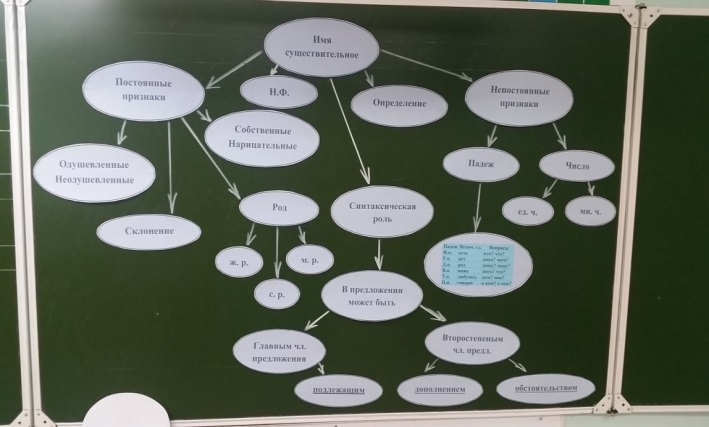 Имя
существительное
Постоянные
признаки
Н.Ф.
Определение
Непостоянные
признаки
Собственные
Нарицательные
Одушевленные
Неодушевленные
Падеж
Число
Склонение
Род
Синтаксическая
роль
ед. ч.
мн. ч.
ж. р.
м. р.
с. р.
В предложении
может быть
Главным чл.
предложения
Второстепеным
чл. предл.
подлежащим
дополнением
обстоятельством